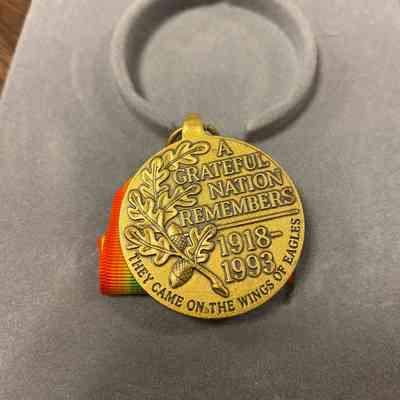 A
GRATEFUL
NATION
REMEMBERS
1918-
1993
THEY CAME ON THE WINGS OF EAGLES